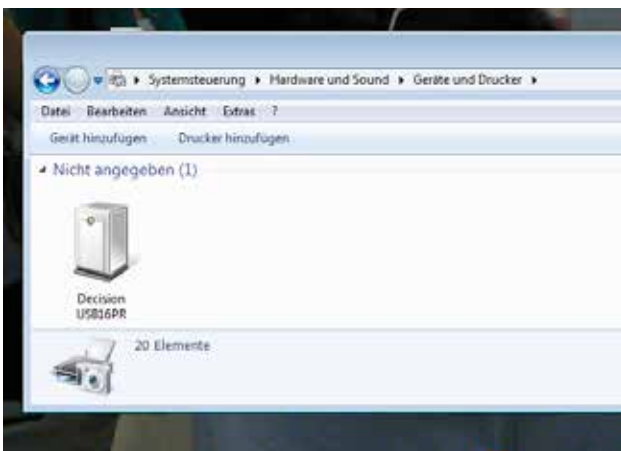 Systemsteuerung ▸ Hardware und Sound ▸ Geräte und Drucker ▸
Datei Bearbeiten Ansicht Extras ?
Gerät hinzufügen Drucker hinzufügen
Nicht angegeben (1)
Decision
USB16PR
20 Elemente